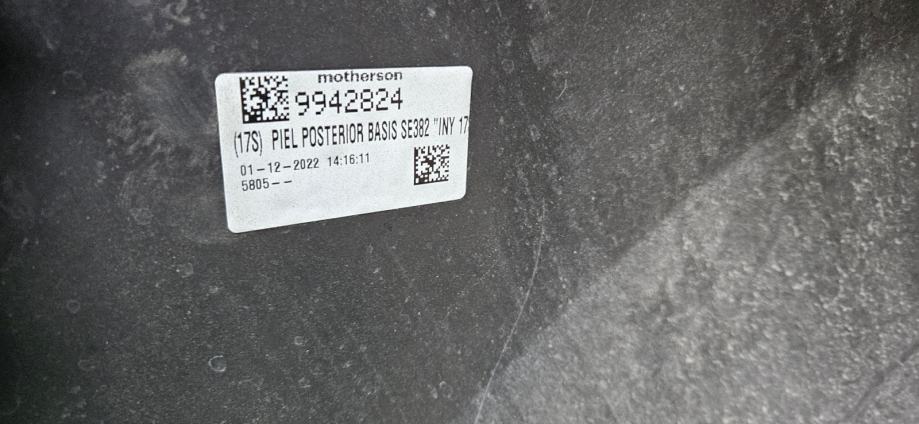 motherson
9942824
(17S) PIEL POSTERIOR BASIS SE382 "INY 17
01-12-2022 14:16:11
5805--